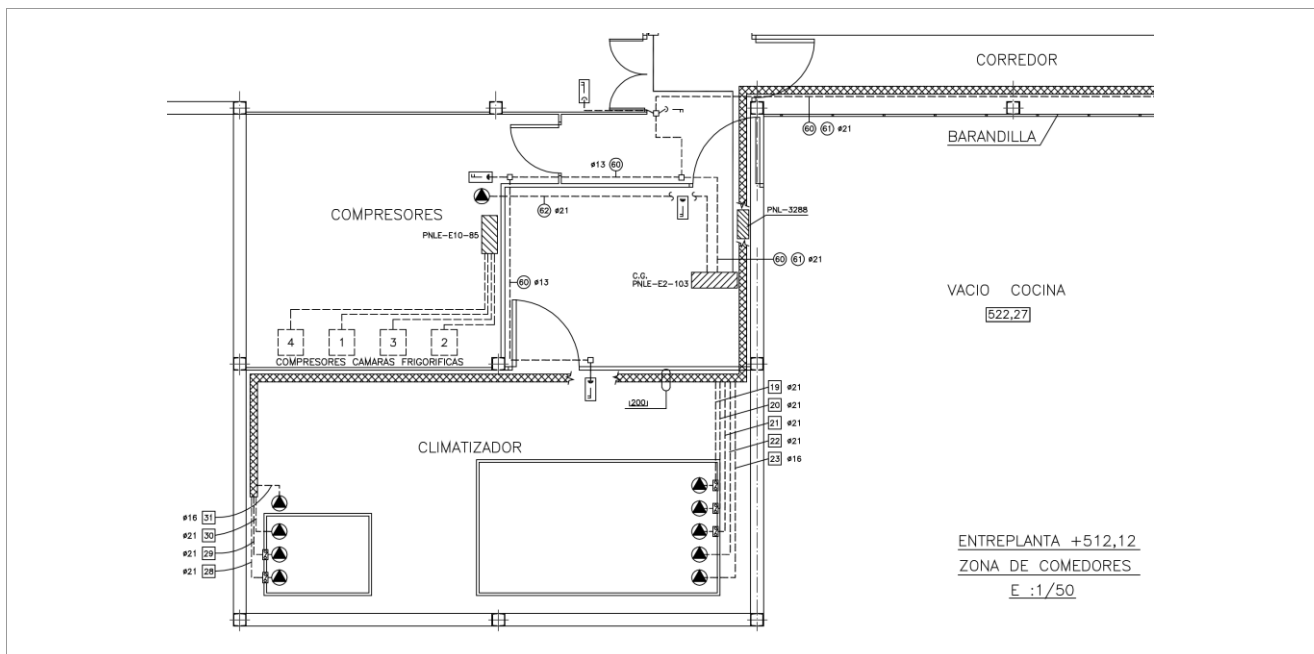 CORREDOR
60 61 ø21
BARANDILLA
ø13 60
62 ø21
PNL-3288
COMPRESORES
PNLE-E10-85
60 61 ø21
C.G.
PNLE-E2-103
60 ø13
VACIO COCINA
522,27
4 1 3 2
COMPRESORES CAMARAS FRIGORIFICAS
200
19 ø21
20 ø21
21 ø21
22 ø21
23 ø16
CLIMATIZADOR
ø16 31
ø21 30
ø21 29
ø21 28
ENTREPLANTA +512,12
ZONA DE COMEDORES
E :1/50